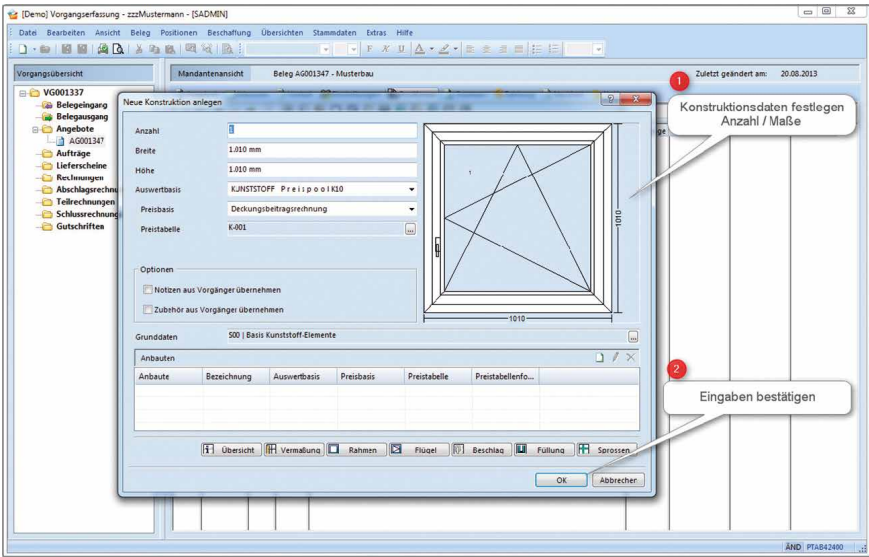 [Demo] Vorgangserfassung - zzzMustermann - [SADMIN]
Datei Bearbeiten Ansicht Beleg Positionen Beschaffung Übersichten Stammdaten Extras Hilfe
F K U A
Vorgangsübersicht
Mandantenansicht Beleg AG001347 - Musterbau Zuletzt geändert am: 20.08.2013
VG001337
Belegeingang
Belegausgang
Angebote
AG001347
Aufträge
Lieferscheine
Rechnungen
Abschlagsrechnu
Teilrechnungen
Schlussrechnung
Gutschriften
1
Konstruktionsdaten festlegen
Anzahl / Maße
Neue Konstruktion anlegen
Anzahl 1
Breite 1.010 mm
Höhe 1.010 mm
Auswertbasis KUNSTSTOFF Preispool K10
Preisbasis Deckungsbeitragsrechnung
Preistabelle K-001 ...
1
1010
1010
Optionen
Notizen aus Vorgänger übernehmen
Zubehör aus Vorgänger übernehmen
Grunddaten 500 | Basis Kunststoff-Elemente ...
Anbauten
Anbaute Bezeichnung Auswertbasis Preisbasis Preistabelle Preistabellenfo...
2
Eingaben bestätigen
Übersicht Vermaßung Rahmen Flügel Beschlag Füllung Sprossen
OK Abbrechen
ÄND PTAB42400